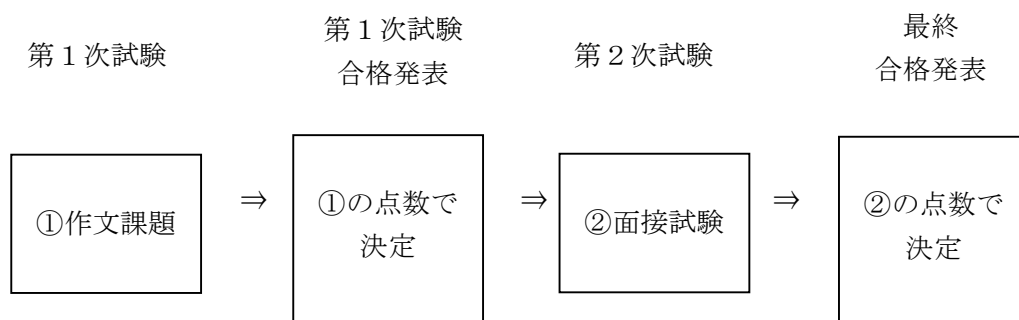 第１次試験
第１次試験
合格発表
第２次試験
最終
合格発表
①作文課題
⇒
①の点数で
決定
⇒
②面接試験
⇒
②の点数で
決定